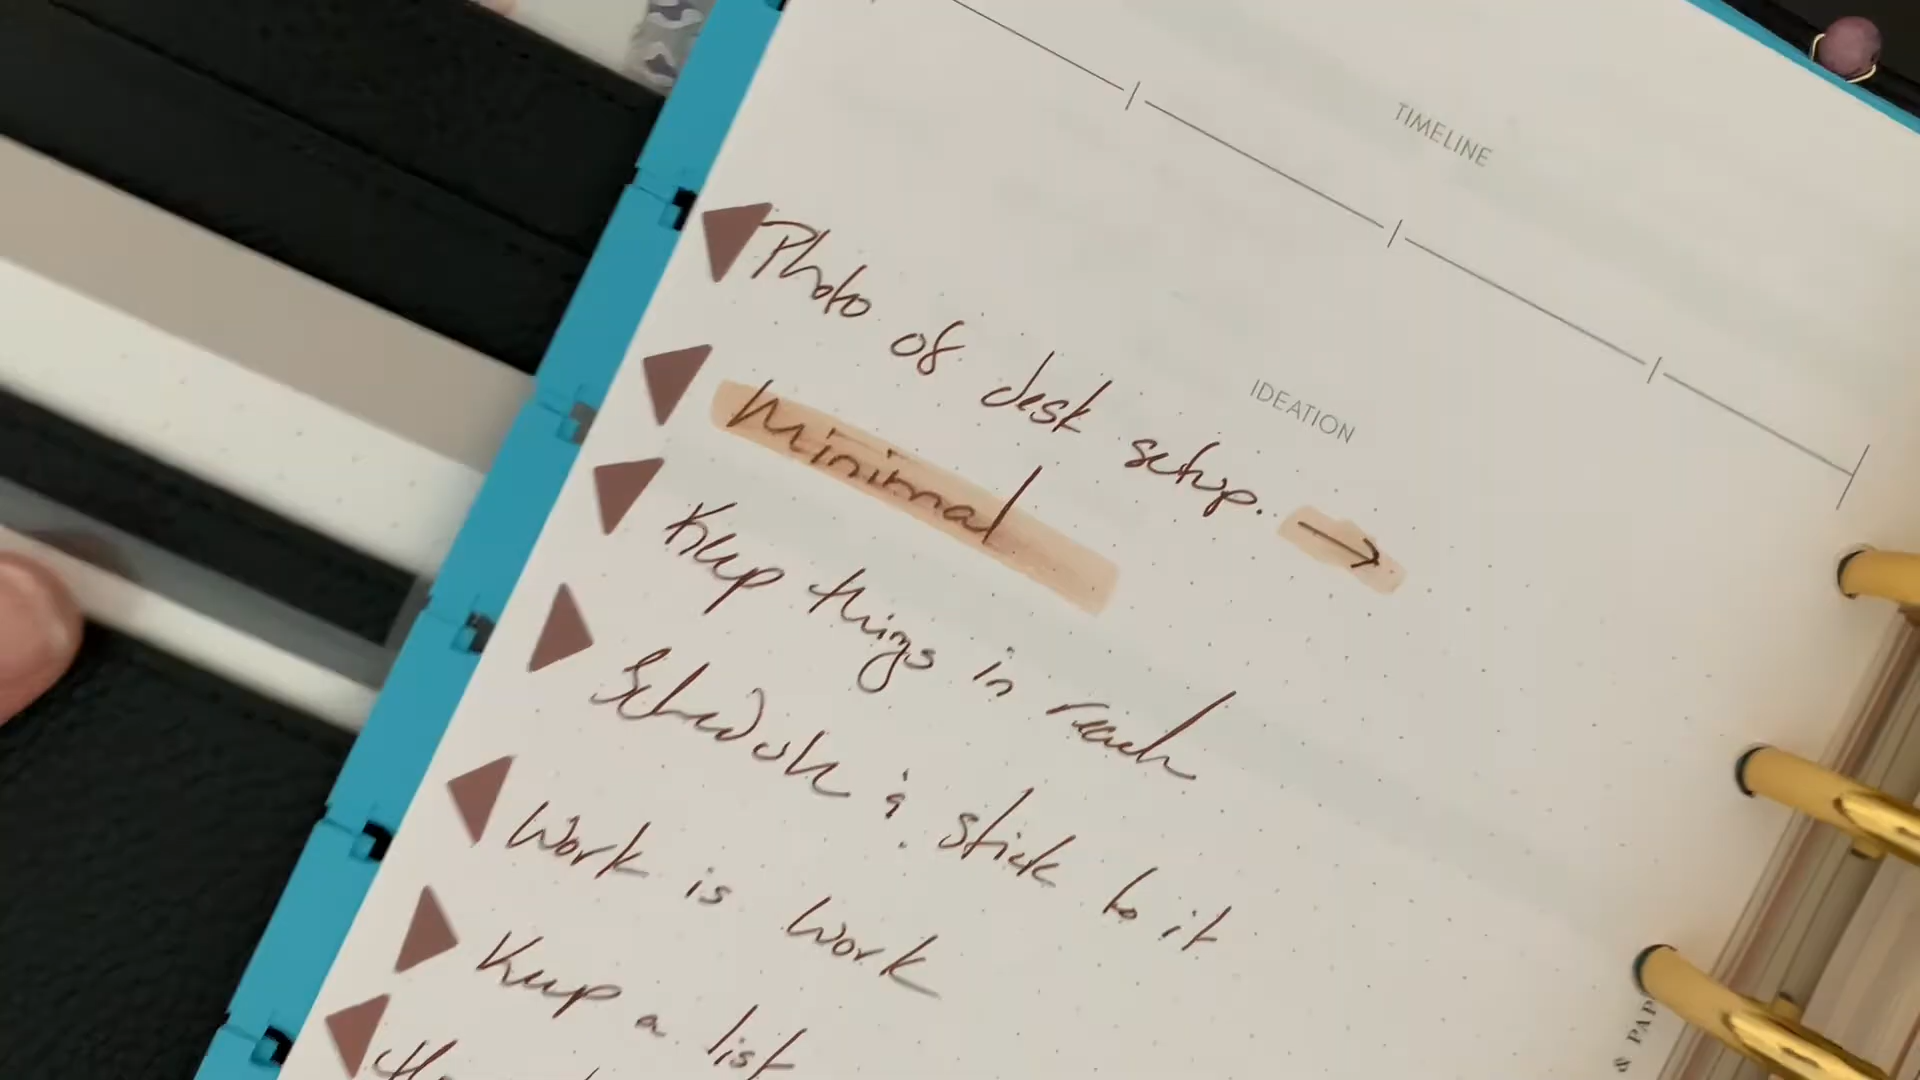 TIMELINE
IDEATION
Photo of desk setup. →
Minimal
Keep things in reach
Schedule & stick to it
Work is work
Keep a list
& PAP